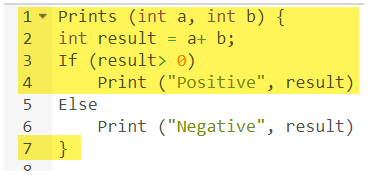 1 Prints (int a, int b) {
2 int result = a+ b;
3 If (result> 0)
4     Print ("Positive", result)
5 Else
6     Print ("Negative", result)
7 }